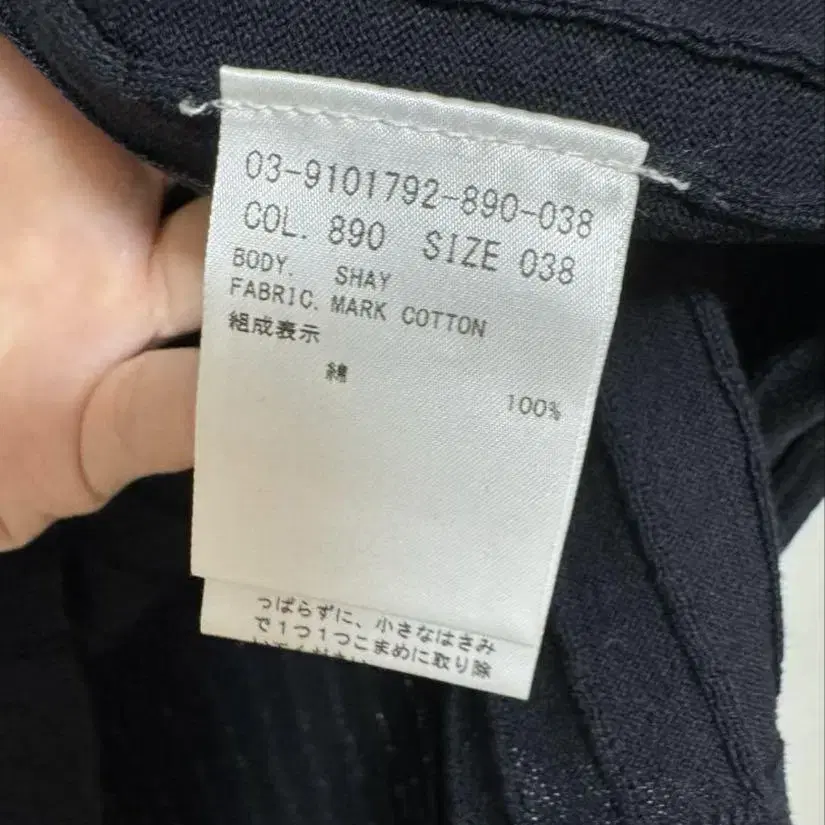 03-9101792-890-038
COL. 890 SIZE 038
BODY. SHAY
FABRIC. MARK COTTON
組成表示
綿
100%
っぱらずに、小さなはさみ
で1つ1つこまめに取り除